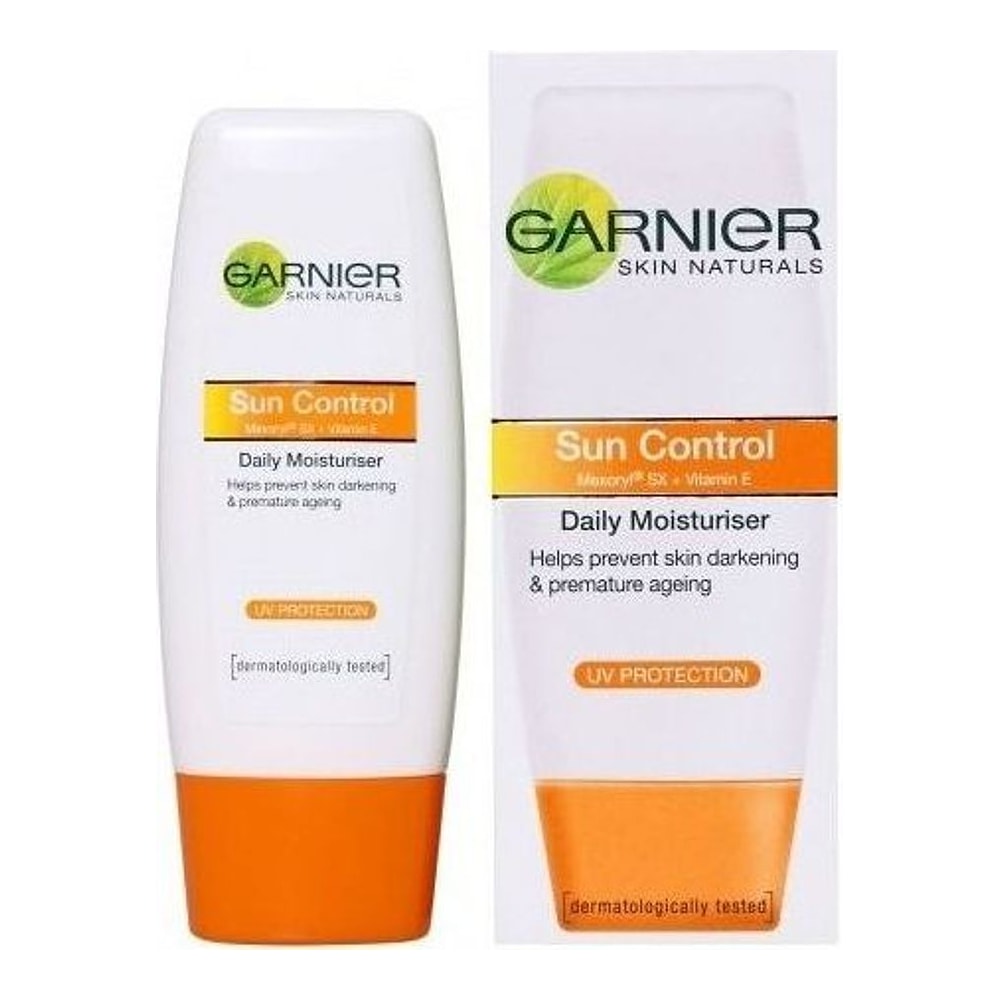 GARNIER
SKIN NATURALS
Sun Control
Mexoryl® SX + Vitamin E
Daily Moisturiser
Helps prevent skin darkening
& premature ageing
UV PROTECTION
[dermatologically tested]
GARNIER
SKIN NATURALS
Sun Control
Mexoryl® SX + Vitamin E
Daily Moisturiser
Helps prevent skin darkening
& premature ageing
UV PROTECTION
[dermatologically tested]